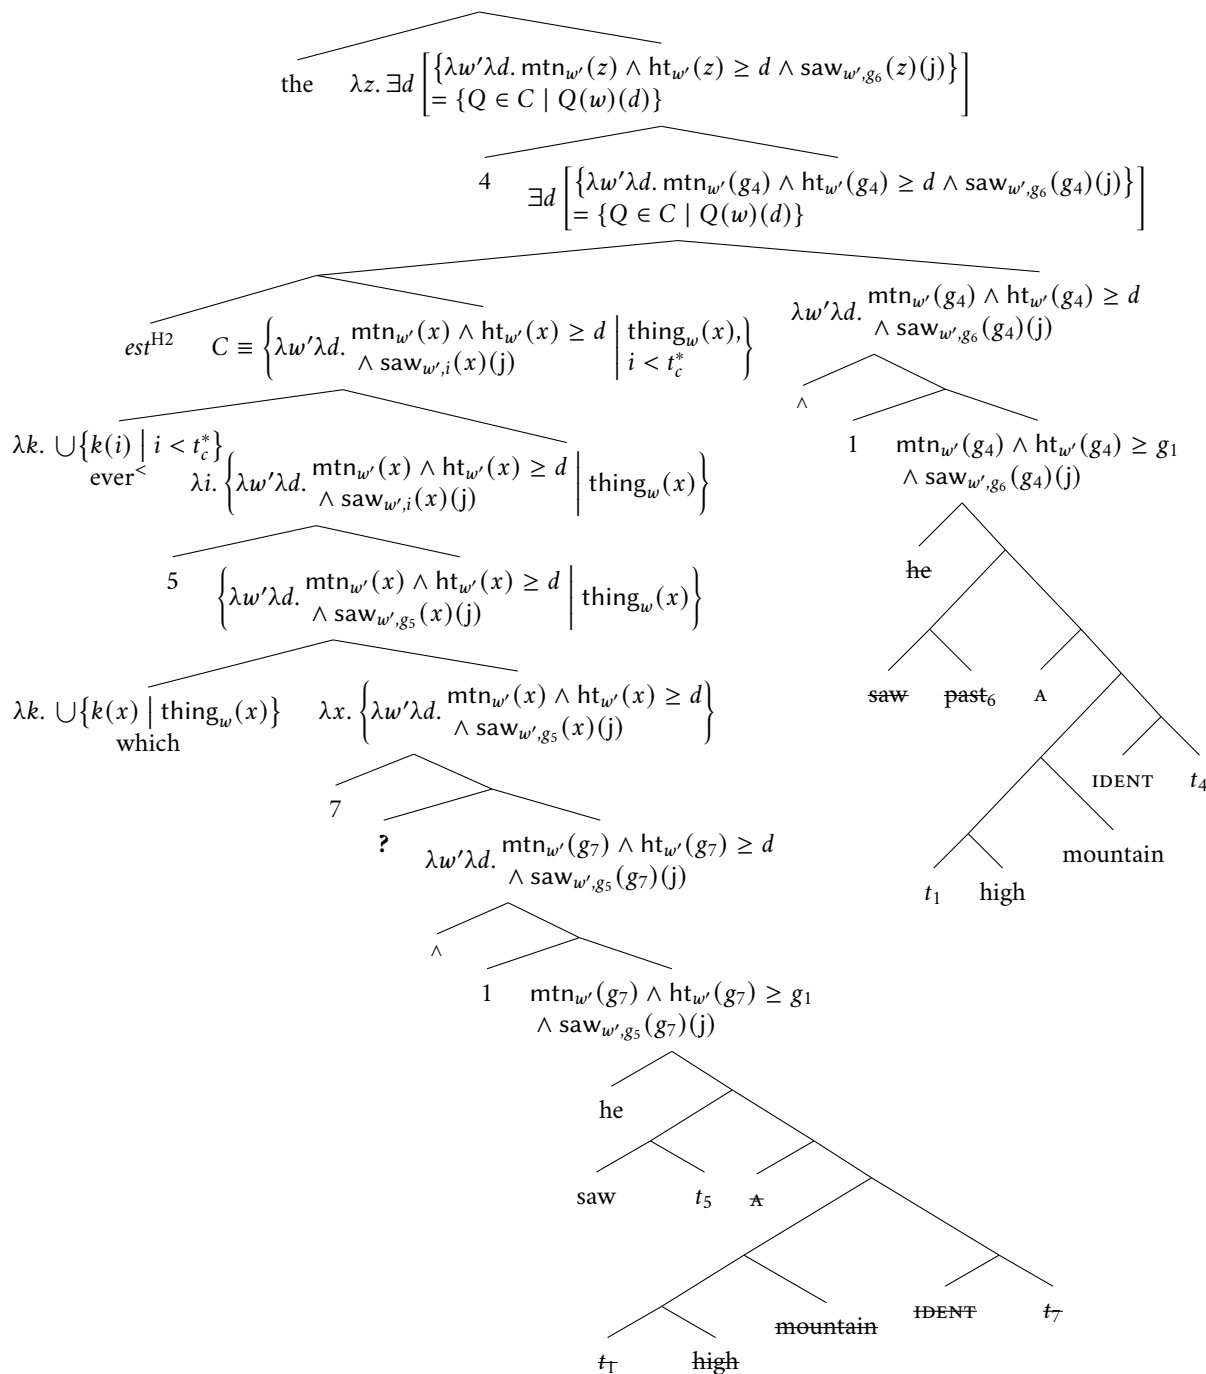 the λz. ∃d [{λw′λd. mtn_w′(z) ∧ ht_w′(z) ≥ d ∧ saw_w′,g₆(z)(j)}
= {Q ∈ C | Q(w)(d)}]
4 ∃d [{λw′λd. mtn_w′(g₄) ∧ ht_w′(g₄) ≥ d ∧ saw_w′,g₆(g₄)(j)}
= {Q ∈ C | Q(w)(d)}]
λw′λd. mtn_w′(g₄) ∧ ht_w′(g₄) ≥ d
∧ saw_w′,g₆(g₄)(j)
est^H2 C ≡ {λw′λd. mtn_w′(x) ∧ ht_w′(x) ≥ d | thing_w(x),
∧ saw_w′,i(x)(j) | i < t*_c}
^
λk. ∪{k(i) | i < t*_c}
ever^<
λi. {λw′λd. mtn_w′(x) ∧ ht_w′(x) ≥ d | thing_w(x)}
∧ saw_w′,i(x)(j)
1 mtn_w′(g₄) ∧ ht_w′(g₄) ≥ g₁
∧ saw_w′,g₆(g₄)(j)
he
5 {λw′λd. mtn_w′(x) ∧ ht_w′(x) ≥ d | thing_w(x)}
∧ saw_w′,g₅(x)(j)
saw past₆ A
λk. ∪{k(x) | thing_w(x)}
which
λx. {λw′λd. mtn_w′(x) ∧ ht_w′(x) ≥ d}
∧ saw_w′,g₅(x)(j)
IDENT t₄
7
? λw′λd. mtn_w′(g₇) ∧ ht_w′(g₇) ≥ d
∧ saw_w′,g₅(g₇)(j)
mountain
t₁ high
^
1 mtn_w′(g₇) ∧ ht_w′(g₇) ≥ g₁
∧ saw_w′,g₅(g₇)(j)
he
saw t₅ A
mountain IDENT t₇
t₁ high